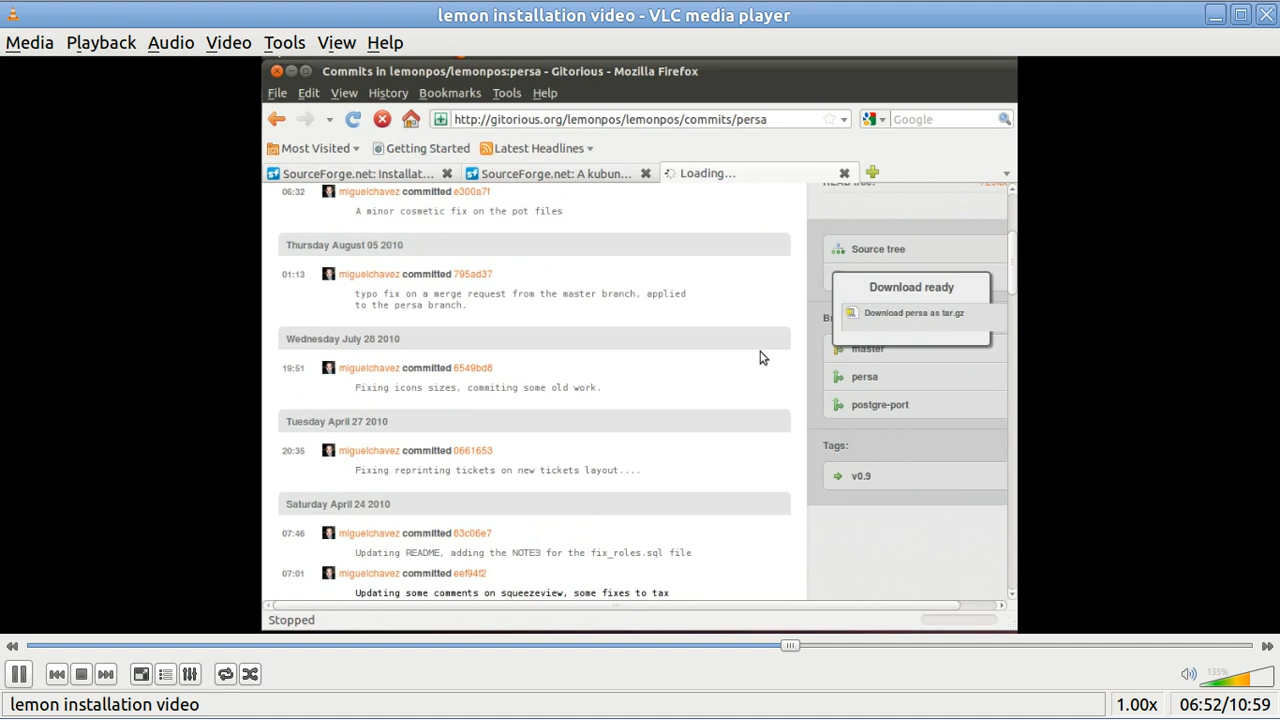 lemon installation video - VLC media player
Media Playback Audio Video Tools View Help
Commits in lemonpos/lemonpos:persa - Gitorious - Mozilla Firefox
File Edit View History Bookmarks Tools Help
http://gitorious.org/lemonpos/lemonpos/commits/persa
Google
Most Visited Getting Started Latest Headlines
SourceForge.net: Installat... SourceForge.net: A kubun... Loading...
06:32 miguelchavez committed e300a7f
A minor cosmetic fix on the pot files
Thursday August 05 2010
01:13 miguelchavez committed 795ad37
typo fix on a merge request from the master branch, applied
to the persa branch.
Wednesday July 28 2010
19:51 miguelchavez committed 6549bd8
Fixing icons sizes, commiting some old work.
Tuesday April 27 2010
20:35 miguelchavez committed 0661653
Fixing reprinting tickets on new tickets layout....
Saturday April 24 2010
07:46 miguelchavez committed 83c06e7
Updating README, adding the NOTE3 for the fix_roles.sql file
07:01 miguelchavez committed eef94f2
Updating some comments on squeezeview, some fixes to tax
Source tree
Download ready
Download persa as tar.gz
master
persa
postgre-port
Tags:
v0.9
Stopped
135%
lemon installation video
1.00x
06:52/10:59